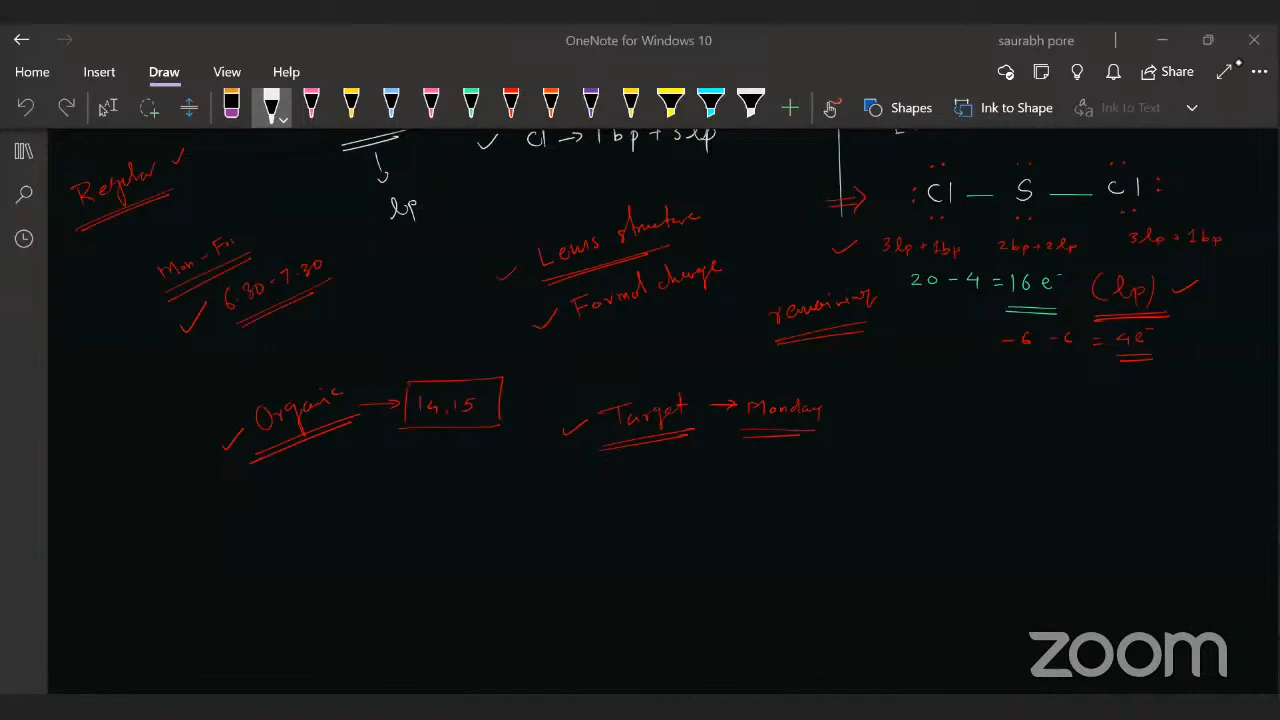 OneNote for Windows 10
saurabh pore
Home Insert Draw View Help
Share
Shapes
Ink to Shape
Ink to Text
Cl → 1bp + 3lp
Regular ✓
lp
Mon - Fri
✓ 6.30 - 7.30
✓ Lewis structure
✓ Formal charge
remaining
:Cl — S — Cl:
✓ 3lp + 1bp 2bp + 2lp 3lp + 1bp
20 - 4 = 16 e⁻ (lp) ✓
- 6 - 6 = 4e⁻
✓ Organic → 14,15
✓ Target → Monday
zoom